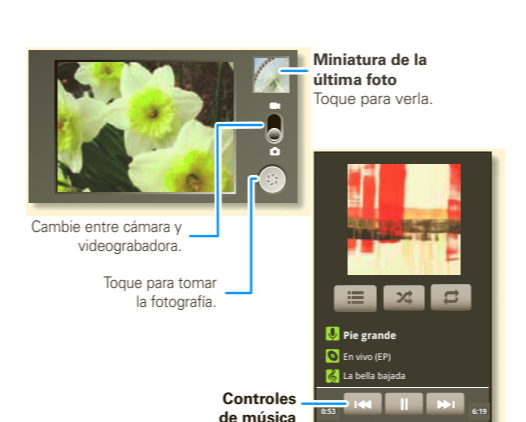 Miniatura de la
última foto
Toque para verla.
Cambie entre cámara y
videograbadora.
Toque para tomar
la fotografía.
Pie grande
En vivo (EP)
La bella bajada
Controles
de música
0:53
6:19